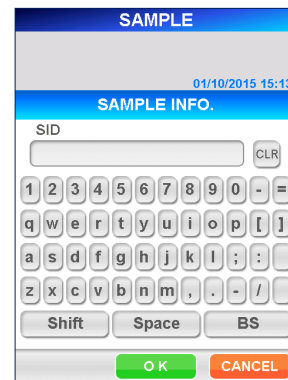 SAMPLE
01/10/2015 15:13
SAMPLE INFO.
SID
CLR
1 2 3 4 5 6 7 8 9 0 - =
q w e r t y u i o p [ ]
a s d f g h j k l ; :
z x c v b n m , . - /
Shift Space BS
OK CANCEL